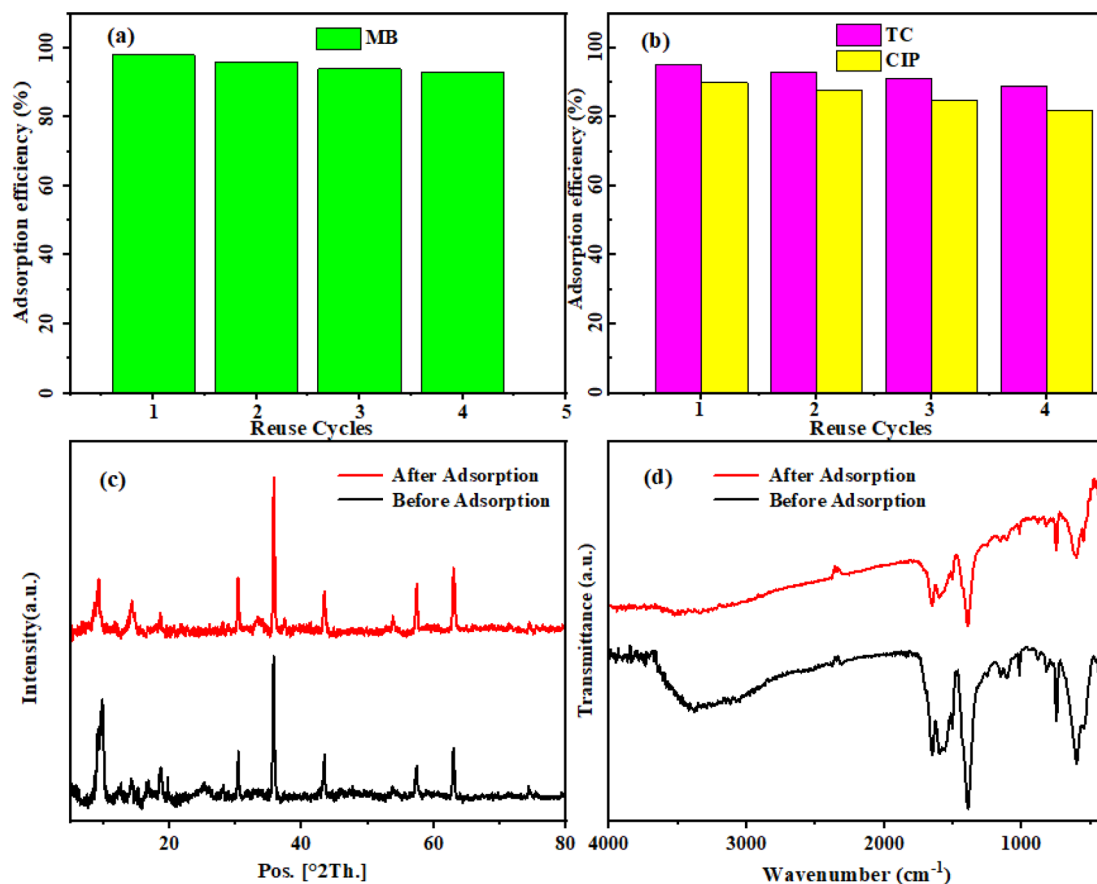 (a)
MB
Adsorption efficiency (%)
0 20 40 60 80 100
1 2 3 4 5
Reuse Cycles
(b)
TC
CIP
Adsorption efficiency (%)
0 20 40 60 80 100
1 2 3 4
Reuse Cycles
(c)
After Adsorption
Before Adsorption
Intensity(a.u.)
20 40 60 80
Pos. [°2Th.]
(d)
After Adsorption
Before Adsorption
Transmittance (a.u.)
4000 3000 2000 1000
Wavenumber (cm⁻¹)